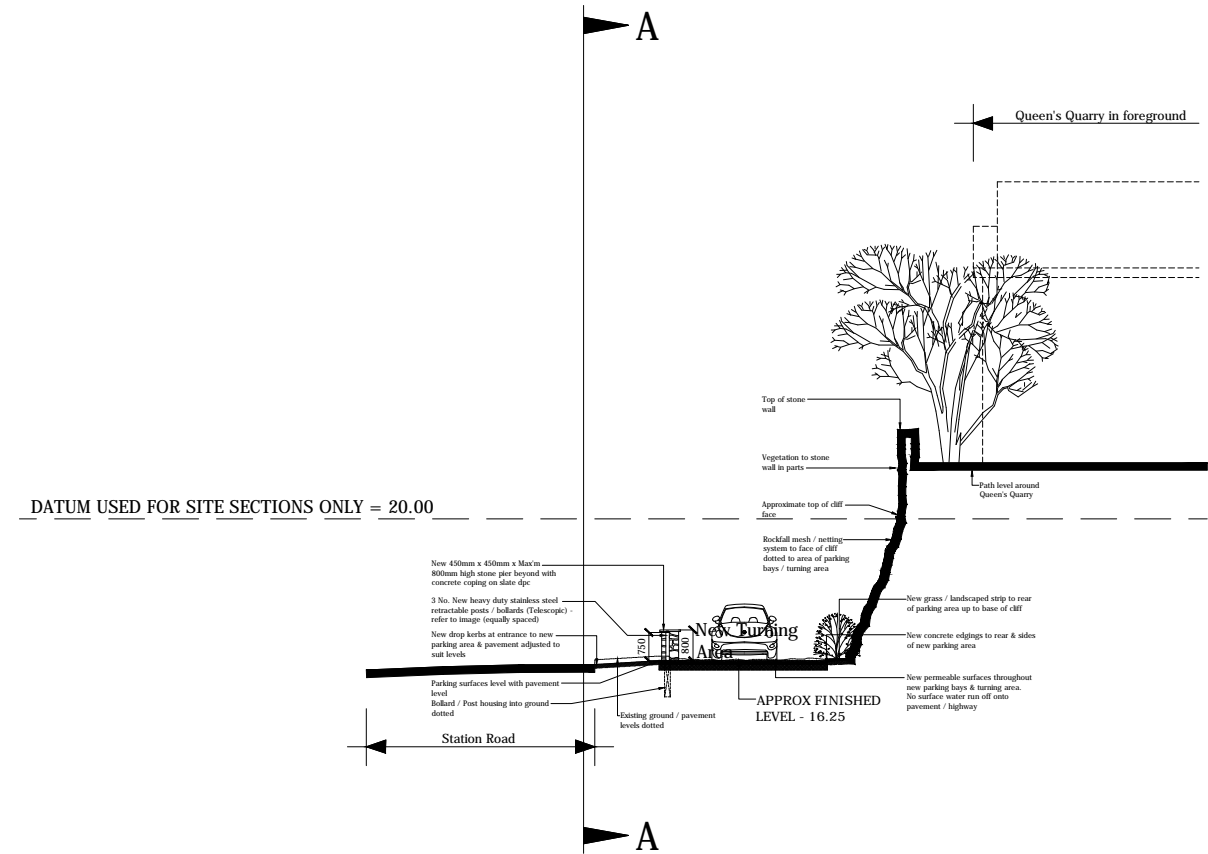 A
Queen's Quarry in foreground
Top of stone
wall
Vegetation to stone
wall in parts
Path level around
Queen's Quarry
DATUM USED FOR SITE SECTIONS ONLY = 20.00
Approximate top of cliff
face
Rockfall mesh / netting
system to face of cliff
dotted to area of parking
bays / turning area
New 450mm x 450mm x Max'm
800mm high stone pier beyond with
concrete coping on slate dpc
3 No. New heavy duty stainless steel
retractable posts / bollards (Telescopic) -
refer to image (equally spaced)
New drop kerbs at entrance to new
parking area & pavement adjusted to
suit levels
750
800
New Turning
Area
New grass / landscaped strip to rear
of parking area up to base of cliff
New concrete edgings to rear & sides
of new parking area
Parking surfaces level with pavement
level
Bollard / Post housing into ground
dotted
Existing ground / pavement
levels dotted
APPROX FINISHED
LEVEL - 16.25
New permeable surfaces throughout
new parking bays & turning area.
No surface water run off onto
pavement / highway
Station Road
A